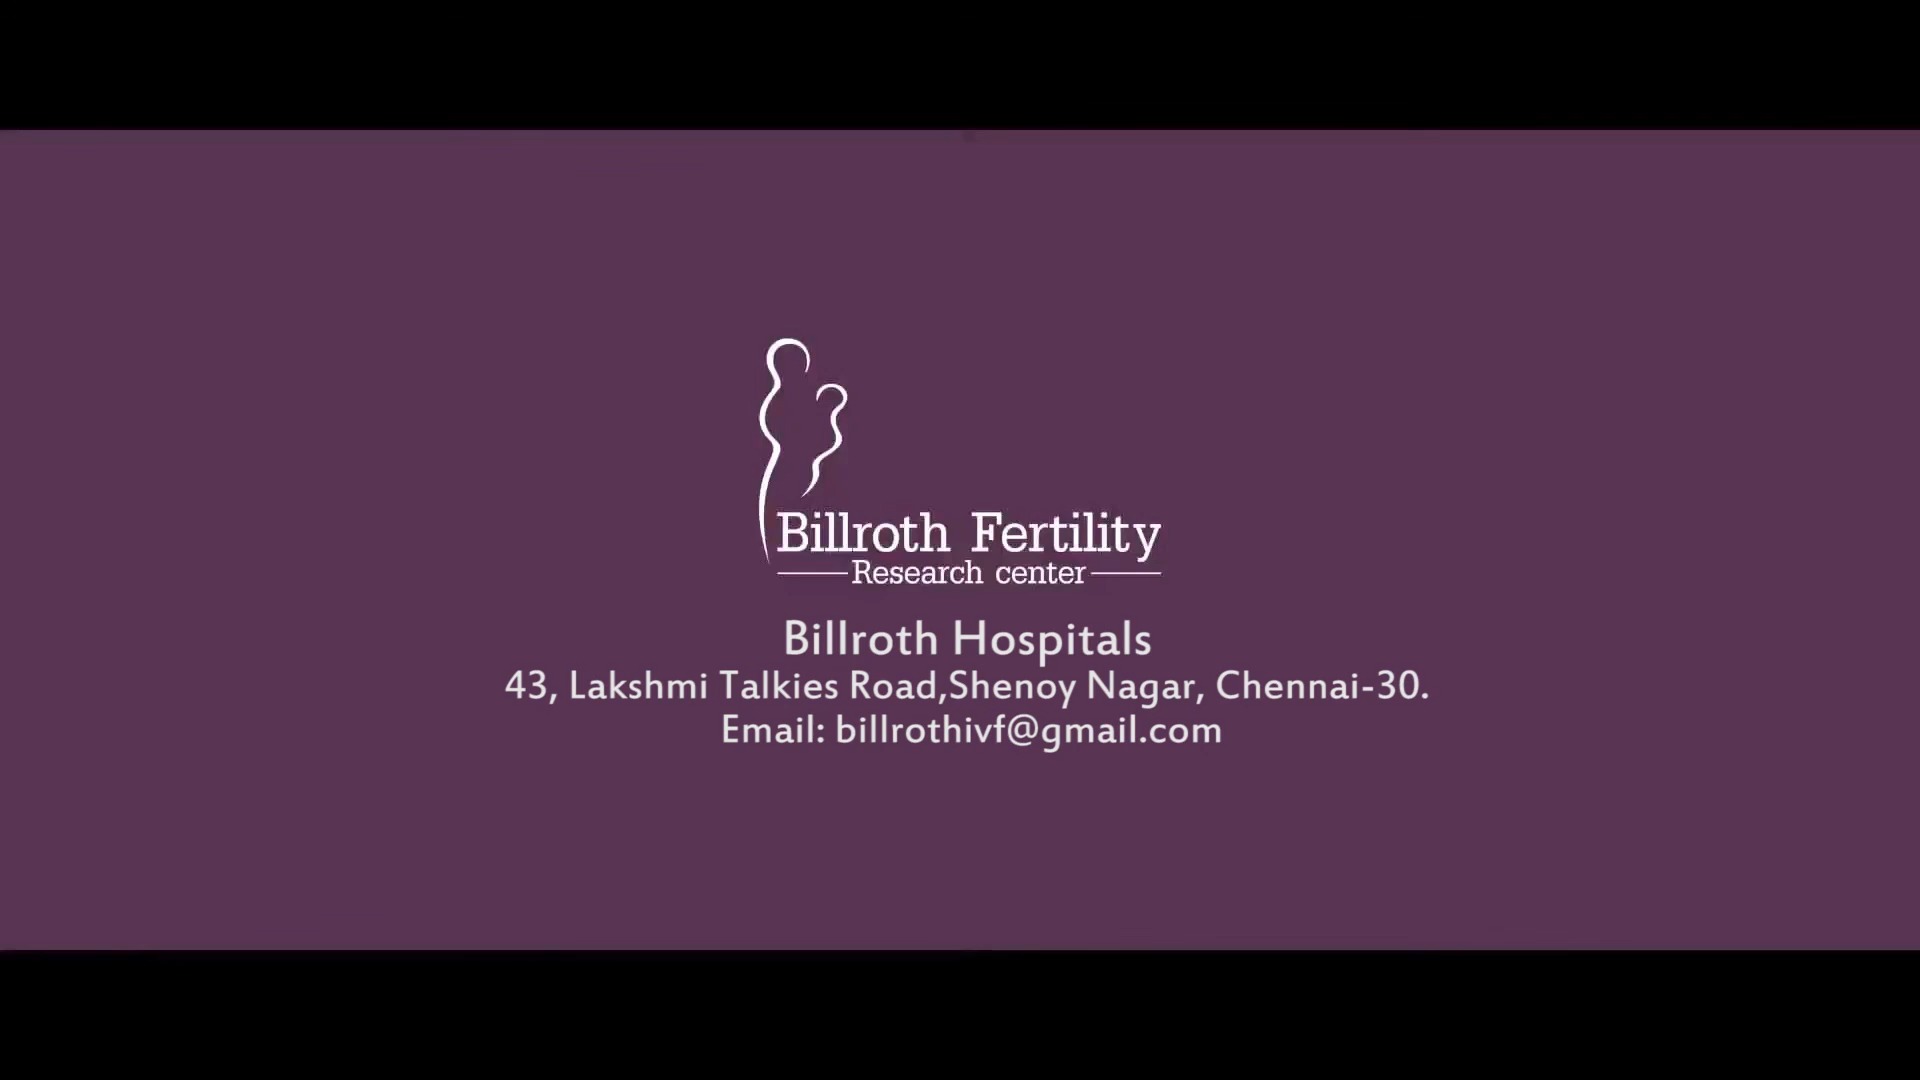 Billroth Fertility
Research center
Billroth Hospitals
43, Lakshmi Talkies Road,Shenoy Nagar, Chennai-30.
Email: billrothivf@gmail.com